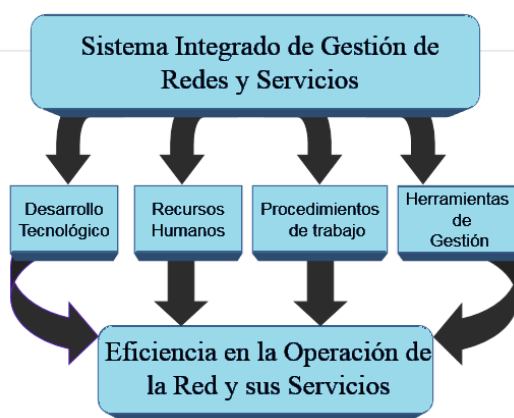 Sistema Integrado de Gestión de
Redes y Servicios
Desarrollo
Tecnológico
Recursos
Humanos
Procedimientos
de trabajo
Herramientas
de
Gestión
Eficiencia en la Operación de
la Red y sus Servicios